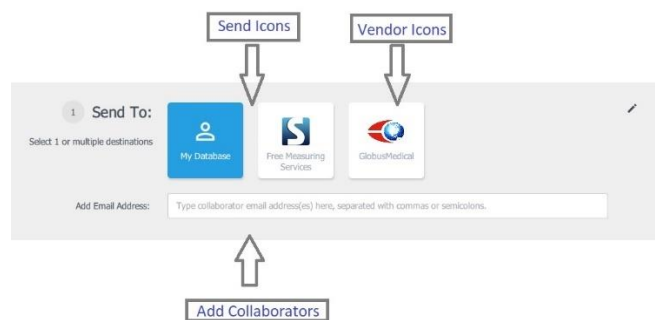 Send Icons
Vendor Icons
1 Send To:
Select 1 or multiple destinations
My Database
Free Measuring
Services
GlobusMedical
Add Email Address:
Type collaborator email address(es) here, separated with commas or semicolons.
Add Collaborators